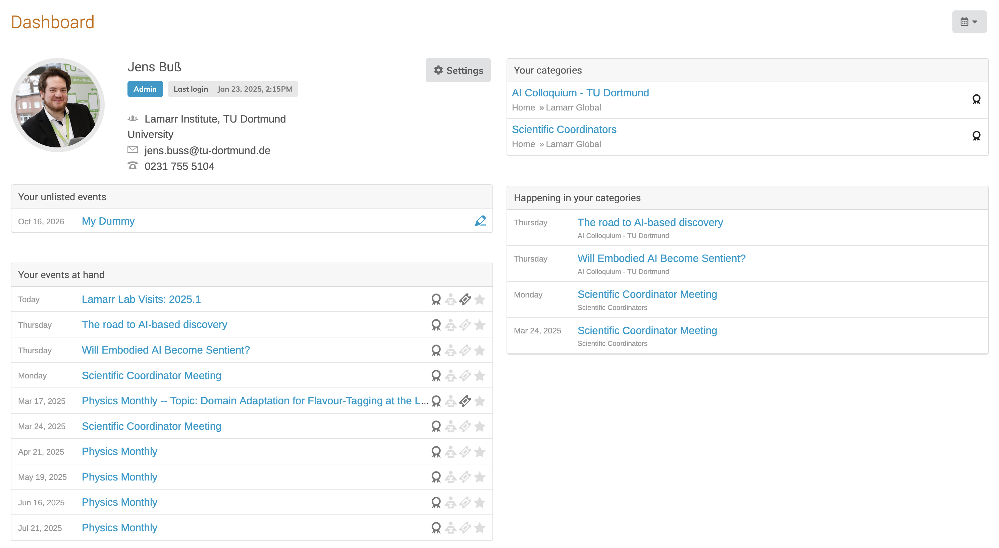 Dashboard
Jens Buß
Settings
Admin
Last login Jan 23, 2025, 2:15PM
Lamarr Institute, TU Dortmund
University
jens.buss@tu-dortmund.de
0231 755 5104
Your unlisted events
Oct 16, 2026 My Dummy
Your events at hand
Today Lamarr Lab Visits: 2025.1
Thursday The road to AI-based discovery
Thursday Will Embodied AI Become Sentient?
Monday Scientific Coordinator Meeting
Mar 17, 2025 Physics Monthly -- Topic: Domain Adaptation for Flavour-Tagging at the L...
Mar 24, 2025 Scientific Coordinator Meeting
Apr 21, 2025 Physics Monthly
May 19, 2025 Physics Monthly
Jun 16, 2025 Physics Monthly
Jul 21, 2025 Physics Monthly
Your categories
AI Colloquium - TU Dortmund
Home » Lamarr Global
Scientific Coordinators
Home » Lamarr Global
Happening in your categories
Thursday The road to AI-based discovery
AI Colloquium - TU Dortmund
Thursday Will Embodied AI Become Sentient?
AI Colloquium - TU Dortmund
Monday Scientific Coordinator Meeting
Scientific Coordinators
Mar 24, 2025 Scientific Coordinator Meeting
Scientific Coordinators